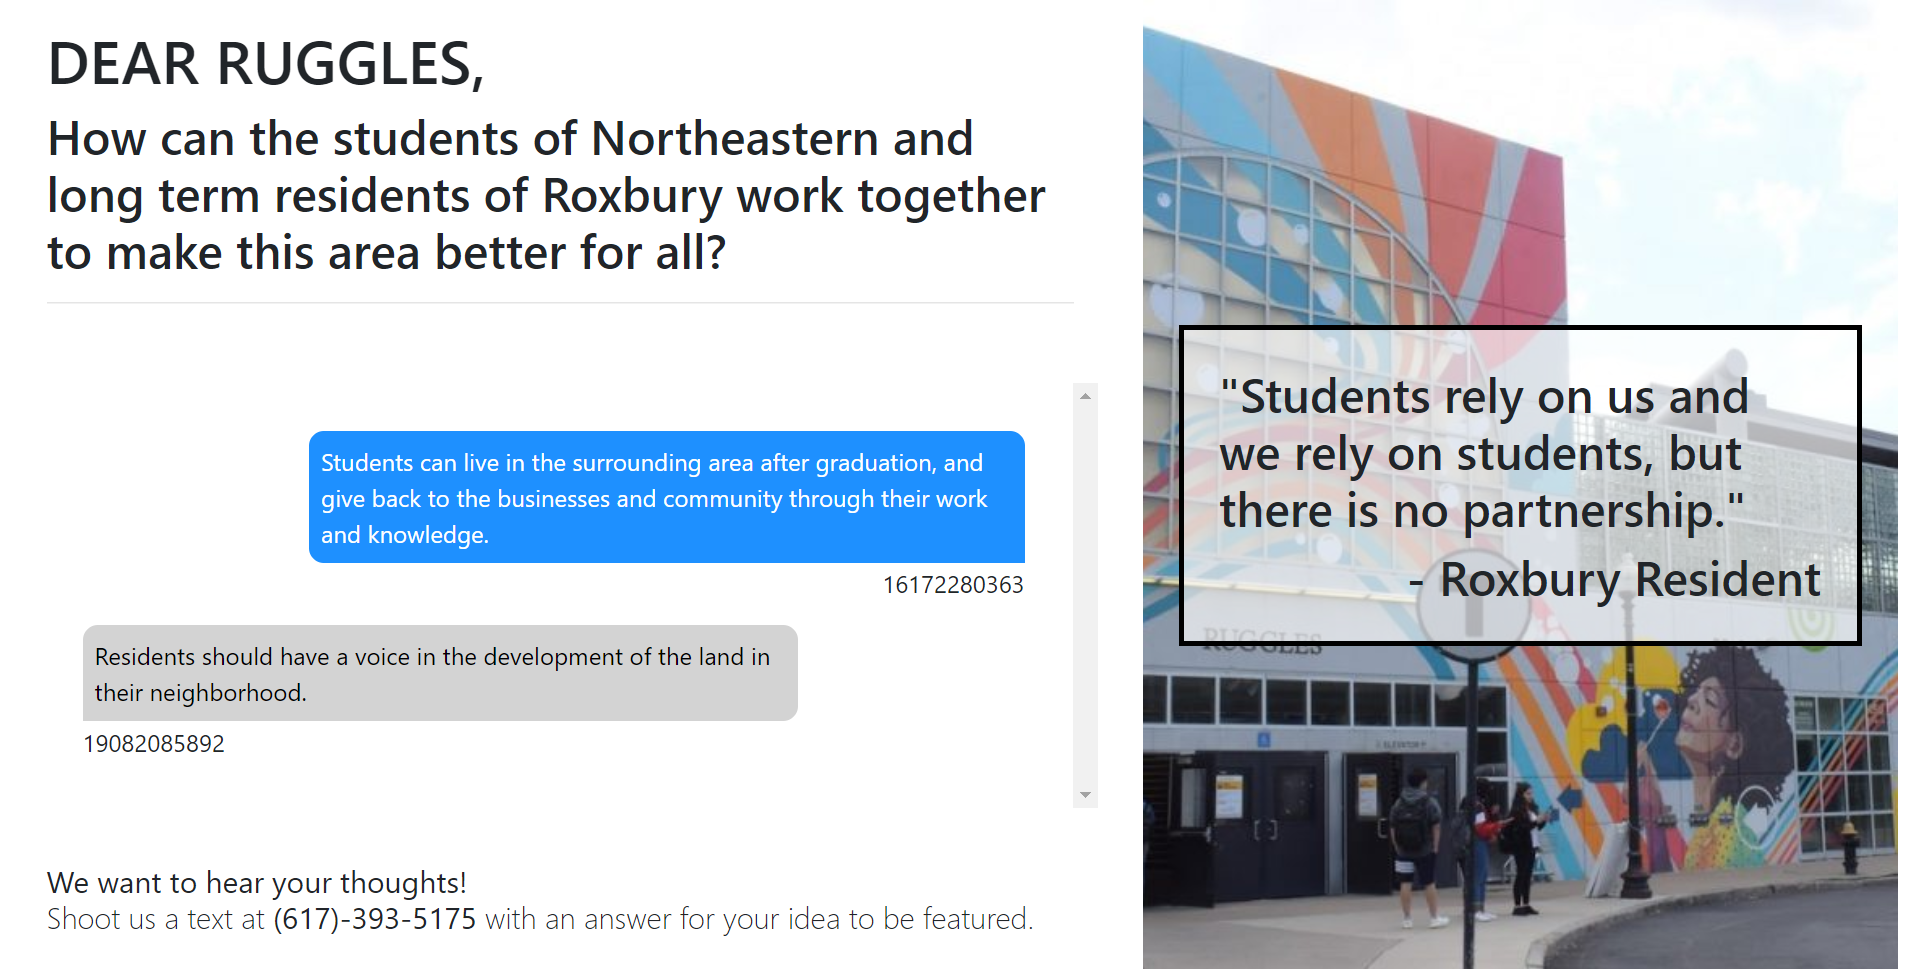 DEAR RUGGLES,
How can the students of Northeastern and
long term residents of Roxbury work together
to make this area better for all?
Students can live in the surrounding area after graduation, and
give back to the businesses and community through their work
and knowledge.
16172280363
Residents should have a voice in the development of the land in
their neighborhood.
19082085892
We want to hear your thoughts!
Shoot us a text at (617)-393-5175 with an answer for your idea to be featured.
"Students rely on us and
we rely on students, but
there is no partnership."
- Roxbury Resident
RUGGLES
ELEVATOR